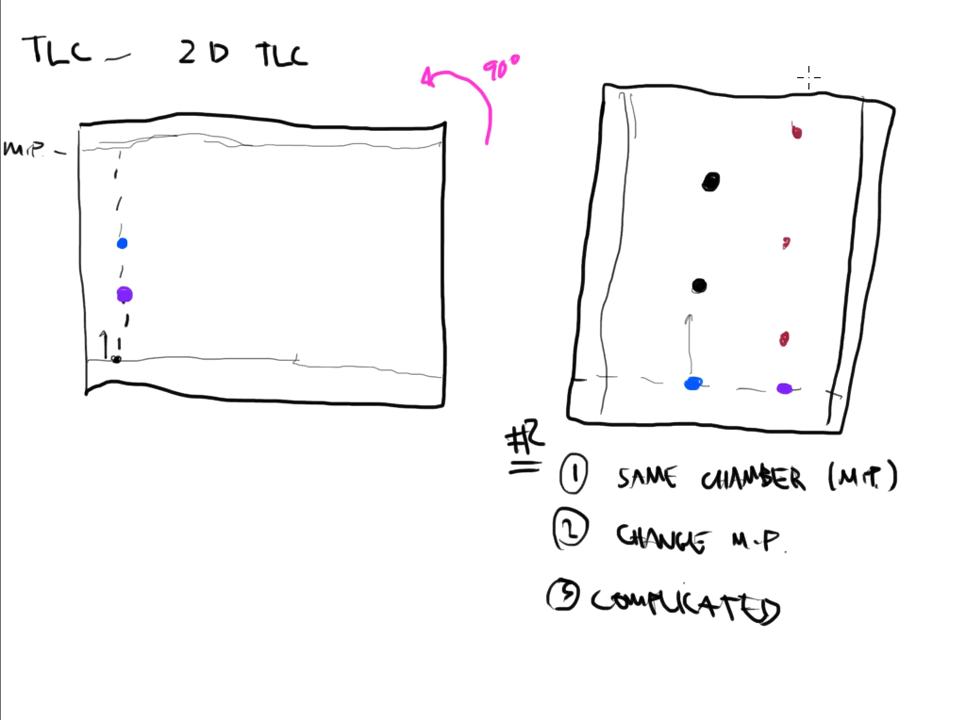 TLC - 2D TLC
90°
M.P. -
#2
① SAME CHAMBER (M.P.)
② CHANGE M.P.
③ COMPLICATED